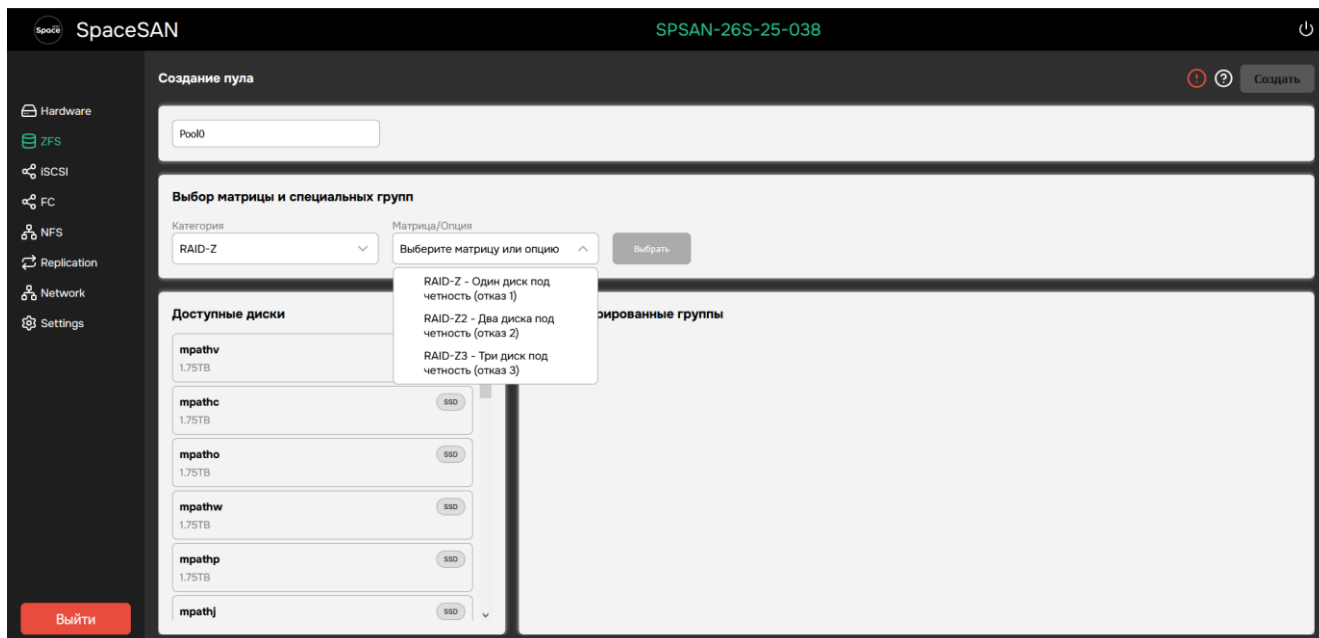 Space
SpaceSAN
SPSAN-26S-25-038
Создание пула
Создать
Hardware
ZFS
iSCSI
FC
NFS
Replication
Network
Settings
Выйти
Pool0
Выбор матрицы и специальных групп
Категория
Матрица/Опция
RAID-Z
Выберите матрицу или опцию
Выбрать
RAID-Z - Один диск под
четность (отказ 1)
RAID-Z2 - Два диска под
четность (отказ 2)
RAID-Z3 - Три диск под
четность (отказ 3)
Доступные диски
рированные группы
mpathv
1.75TB
mpathc
SSD
1.75TB
mpatho
SSD
1.75TB
mpathw
SSD
1.75TB
mpathp
SSD
1.75TB
mpathj
SSD